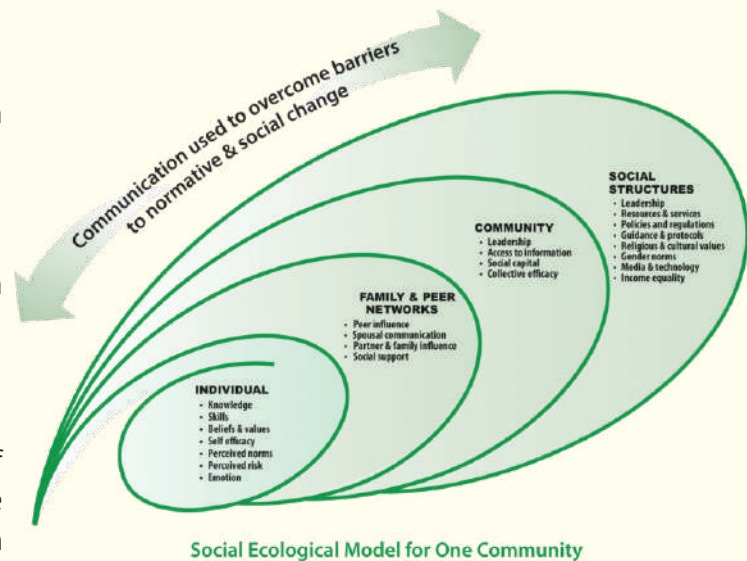 Communication used to overcome barriers
to normative & social change
SOCIAL
STRUCTURES
• Leadership
• Resources & services
• Policies and regulations
• Guidance & protocols
• Religious & cultural values
• Gender norms
• Media & technology
• Income equality
COMMUNITY
• Leadership
• Access to information
• Social capital
• Collective efficacy
FAMILY & PEER
NETWORKS
• Peer influence
• Spousal communication
• Partner & family influence
• Social support
INDIVIDUAL
• Knowledge
• Skills
• Beliefs & values
• Self efficacy
• Perceived norms
• Perceived risk
• Emotion
Social Ecological Model for One Community